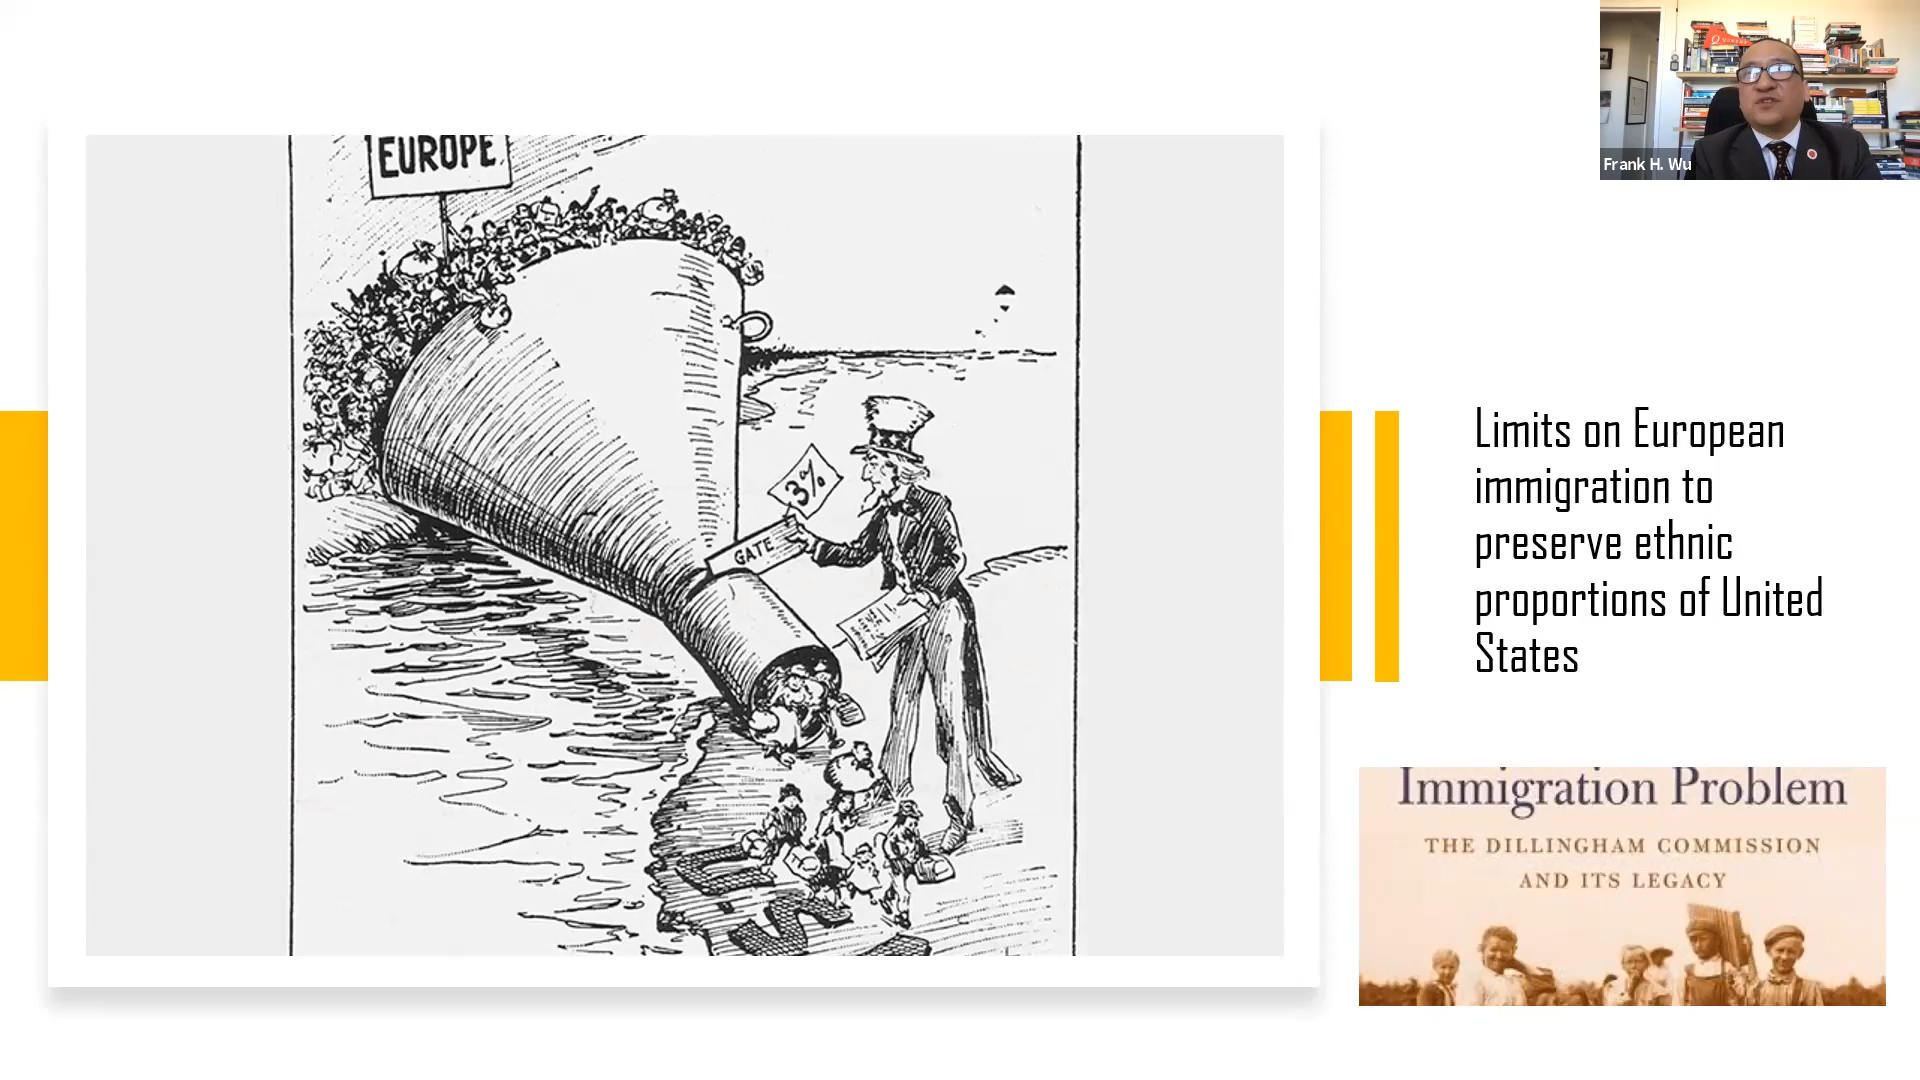 EUROPE
3%
GATE
Frank H. Wu
Limits on European
immigration to
preserve ethnic
proportions of United
States
Immigration Problem
THE DILLINGHAM COMMISSION
AND ITS LEGACY